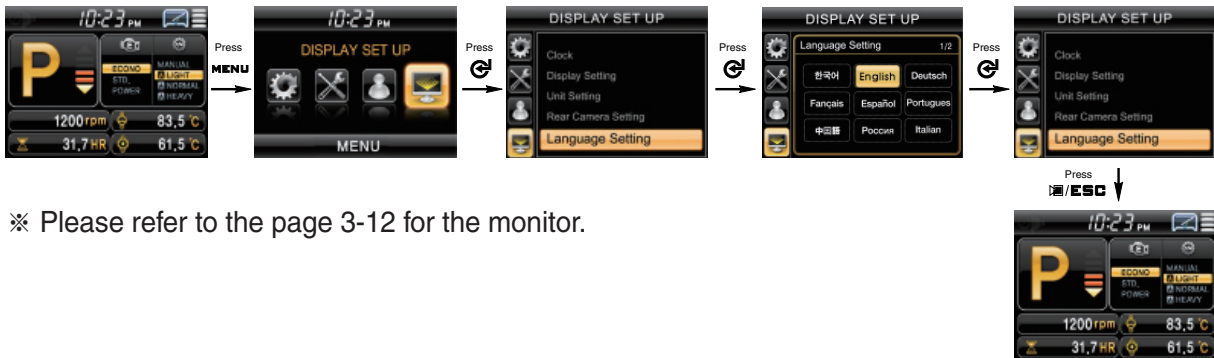 10:23 PM
P
ECONO
STD.
POWER
MANUAL
LIGHT
NORMAL
HEAVY
1200 rpm
83,5 ℃
31,7 HR
61,5 ℃
Press
MENU
10:23 PM
DISPLAY SET UP
MENU
Press
DISPLAY SET UP
Clock
Display Setting
Unit Setting
Rear Camera Setting
Language Setting
Press
DISPLAY SET UP
Language Setting 1/2
한국어 English Deutsch
Fançais Español Portugues
Россия Italian
Press
DISPLAY SET UP
Clock
Display Setting
Unit Setting
Rear Camera Setting
Language Setting
Press
/ESC
※ Please refer to the page 3-12 for the monitor.
10:23 PM
P
ECONO
STD.
POWER
MANUAL
LIGHT
NORMAL
HEAVY
1200 rpm
83,5 ℃
31,7 HR
61,5 ℃